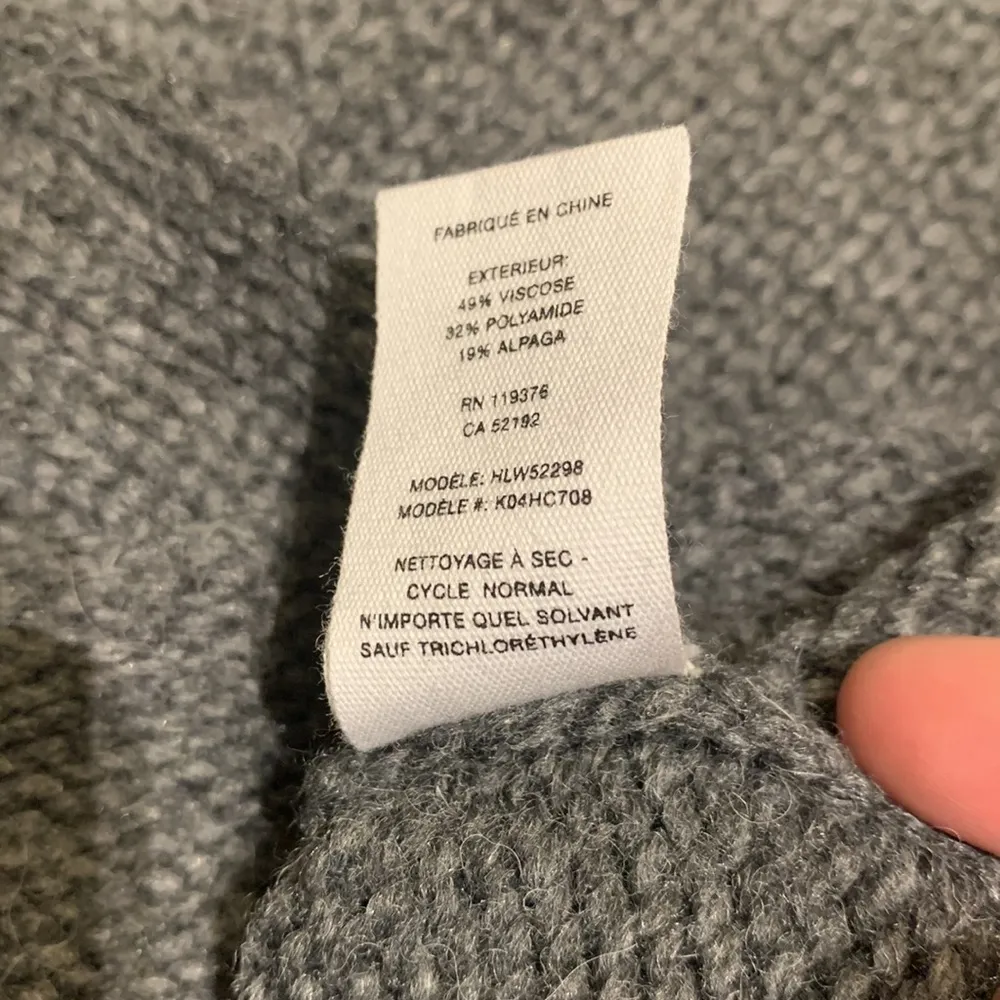 FABRIQUÉ EN CHINE
EXTERIEUR:
49% VISCOSE
32% POLYAMIDE
19% ALPAGA
RN 119376
CA 52192
MODÈLE: HLW52298
MODÈLE #: K04HC708
NETTOYAGE À SEC -
CYCLE NORMAL
N'IMPORTE QUEL SOLVANT
SAUF TRICHLORÉTHYLÈNE